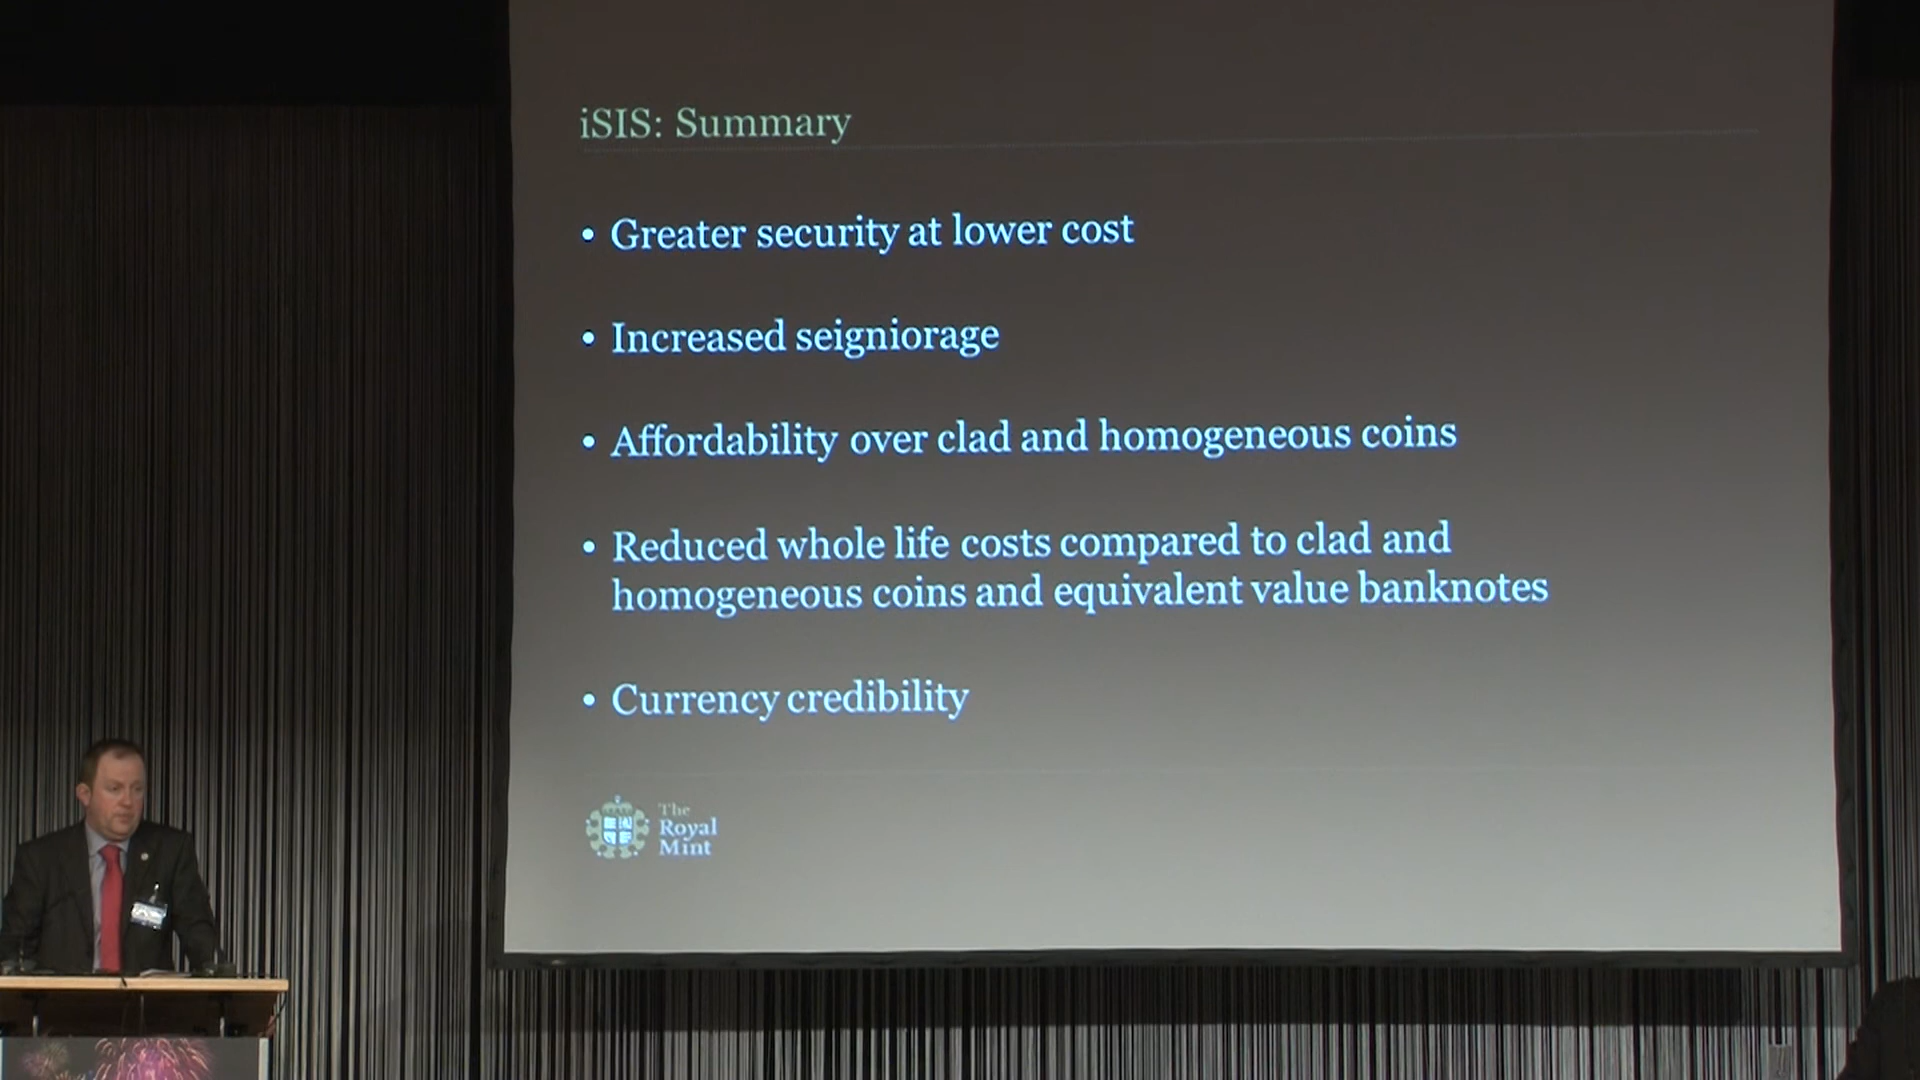 iSIS: Summary
• Greater security at lower cost
• Increased seigniorage
• Affordability over clad and homogeneous coins
• Reduced whole life costs compared to clad and
homogeneous coins and equivalent value banknotes
• Currency credibility
The
Royal
Mint